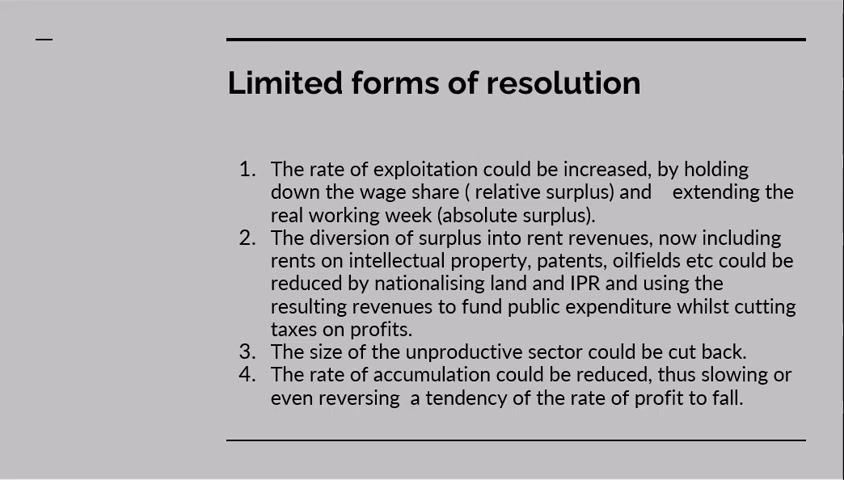 Limited forms of resolution
1. The rate of exploitation could be increased, by holding
down the wage share ( relative surplus) and    extending the
real working week (absolute surplus).
2. The diversion of surplus into rent revenues, now including
rents on intellectual property, patents, oilfields etc could be
reduced by nationalising land and IPR and using the
resulting revenues to fund public expenditure whilst cutting
taxes on profits.
3. The size of the unproductive sector could be cut back.
4. The rate of accumulation could be reduced, thus slowing or
even reversing  a tendency of the rate of profit to fall.